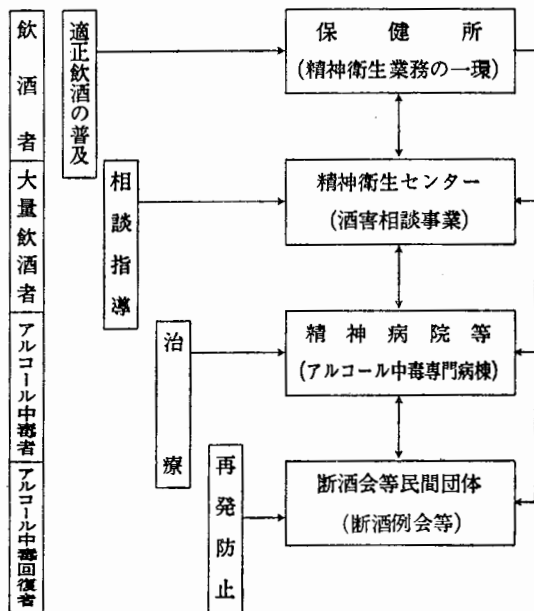 飲酒者
大量飲酒者
アルコール中毒者
アルコール中毒回復者
適正飲酒の普及
相談指導
治療
再発防止
保健所
(精神衛生業務の一環)
精神衛生センター
(酒害相談事業)
精神病院等
(アルコール中毒専門病棟)
断酒会等民間団体
(断酒例会等)